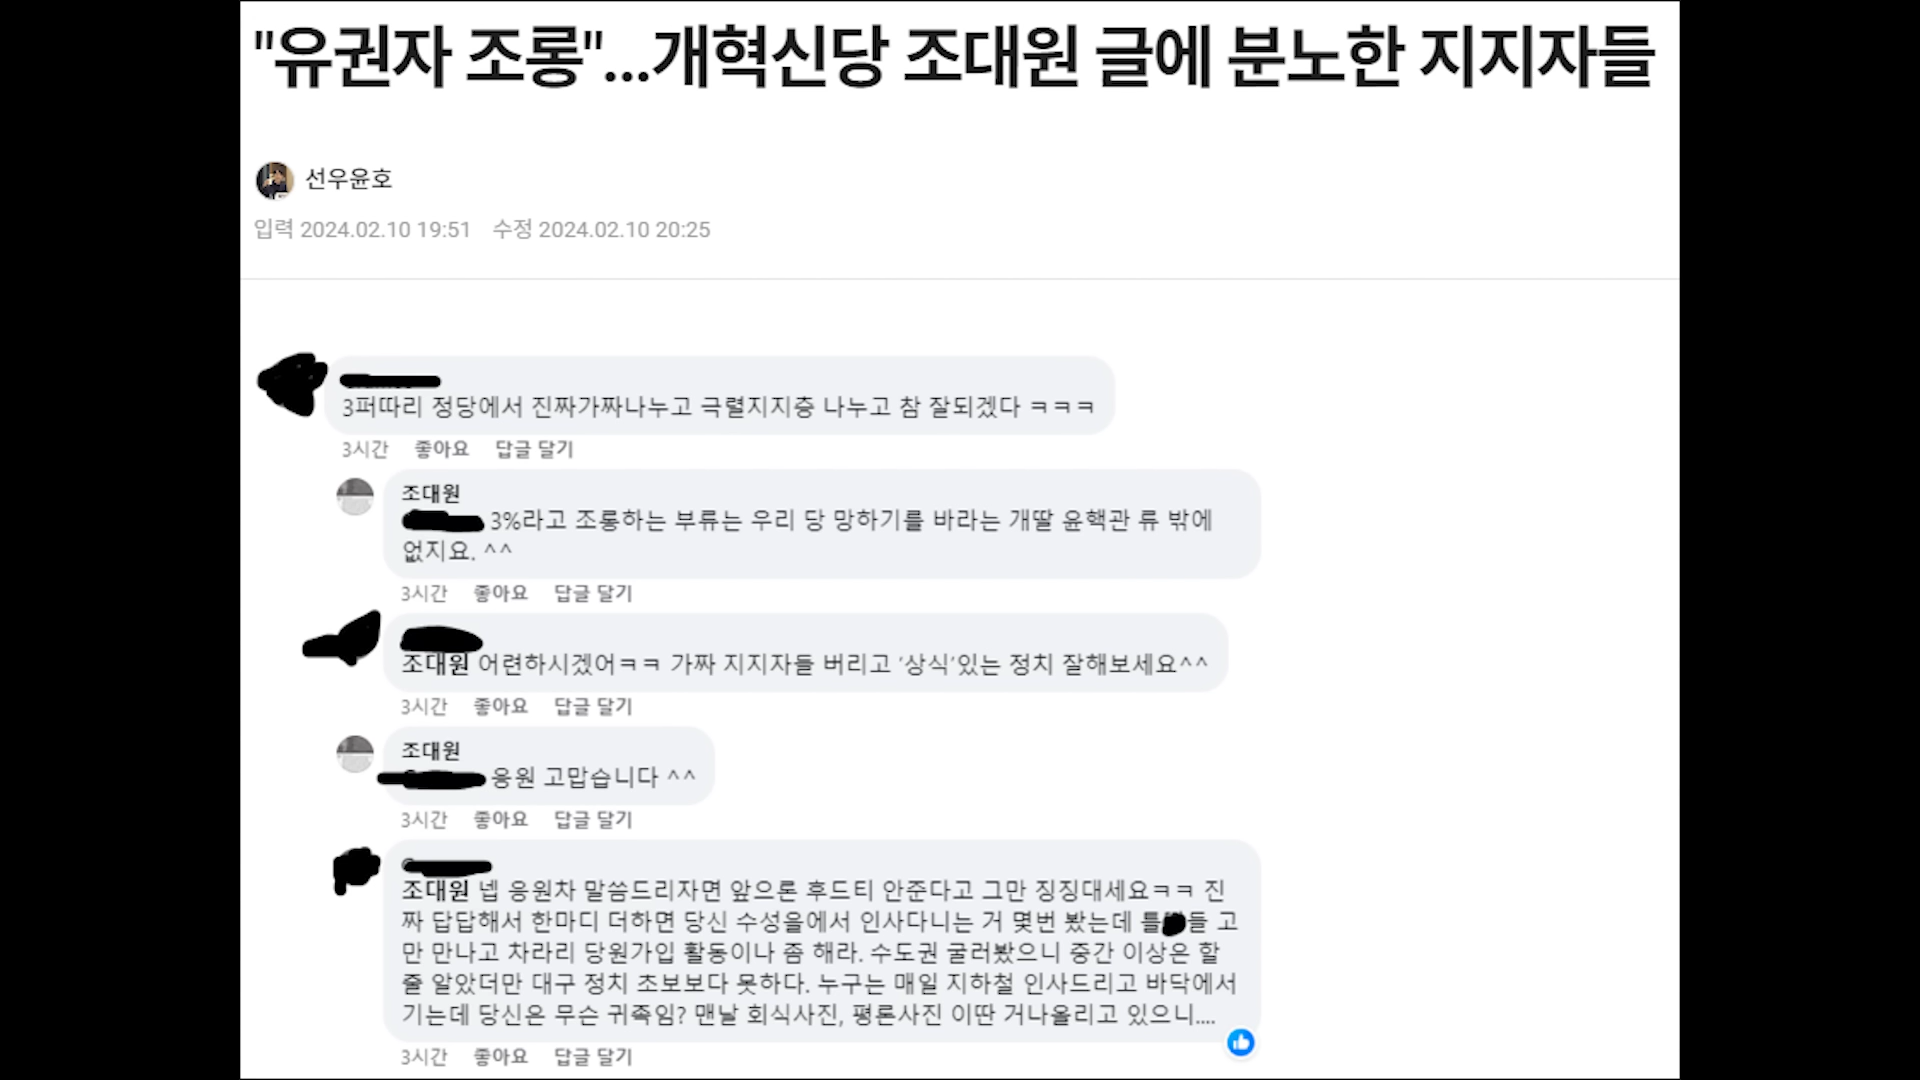 "유권자 조롱"...개혁신당 조대원 글에 분노한 지지자들
선우윤호
입력 2024.02.10 19:51 수정 2024.02.10 20:25
3퍼따리 정당에서 진짜가짜나누고 극렬지지층 나누고 참 잘되겠다 ㅋㅋㅋ
3시간 좋아요 답글 달기
조대원
3%라고 조롱하는 부류는 우리 당 망하기를 바라는 개딸 윤핵관 류 밖에
없지요. ^^
3시간 좋아요 답글 달기
조대원 어련하시겠어ㅋㅋ 가짜 지지자들 버리고 '상식'있는 정치 잘해보세요^^
3시간 좋아요 답글 달기
조대원
응원 고맙습니다 ^^
3시간 좋아요 답글 달기
조대원 넵 응원차 말씀드리자면 앞으론 후드티 안준다고 그만 징징대세요ㅋㅋ 진
짜 답답해서 한마디 더하면 당신 수성을에서 인사다니는 거 몇번 봤는데 틀 들 고
만 만나고 차라리 당원가입 활동이나 좀 해라. 수도권 굴러봤으니 중간 이상은 할
줄 알았더만 대구 정치 초보보다 못하다. 누구는 매일 지하철 인사드리고 바닥에서
기는데 당신은 무슨 귀족임? 맨날 회식사진, 평론사진 이딴 거나올리고 있으니....
3시간 좋아요 답글 달기